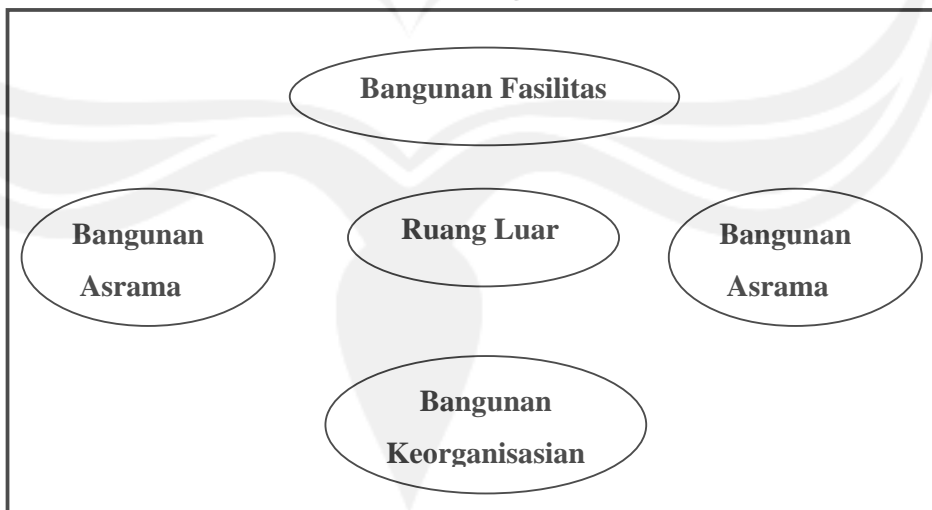 Bangunan Fasilitas
Bangunan
Asrama
Ruang Luar
Bangunan
Asrama
Bangunan
Keorganisasian